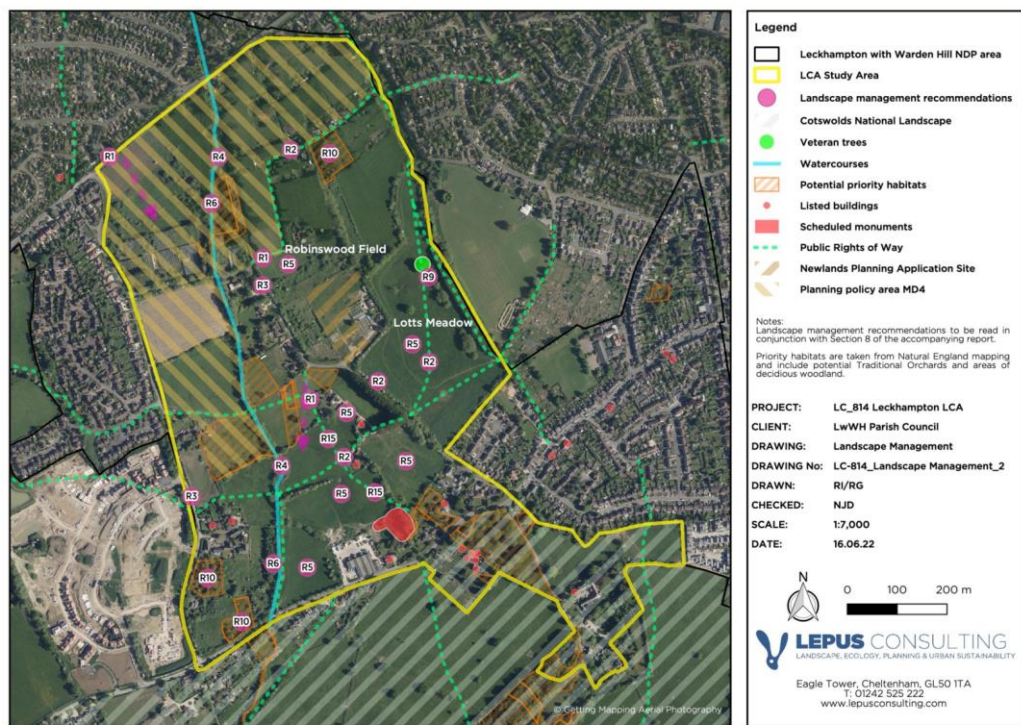 R1
R4
R2
R10
R6
Robinswood Field
R1
R5
R3
R9
Lotts Meadow
R5
R2
R2
R1
R5
R15
R2
R4
R5
R3
R5
R15
R6
R5
R10
R10
© Getting Mapping Aerial Photography
Legend
Leckhampton with Warden Hill NDP area
LCA Study Area
Landscape management recommendations
Cotswolds National Landscape
Veteran trees
Watercourses
Potential priority habitats
Listed buildings
Scheduled monuments
Public Rights of Way
Newlands Planning Application Site
Planning policy area MD4
Notes:
Landscape management recommendations to be read in
conjunction with Section 8 of the accompanying report.
Priority habitats are taken from Natural England mapping
and include potential Traditional Orchards and areas of
decidious woodland.
PROJECT: LC_814 Leckhampton LCA
CLIENT: LwWH Parish Council
DRAWING: Landscape Management
DRAWING No: LC-814_Landscape Management_2
DRAWN: RI/RG
CHECKED: NJD
SCALE: 1:7,000
DATE: 16.06.22
N
0 100 200 m
LEPUS CONSULTING
LANDSCAPE, ECOLOGY, PLANNING & URBAN SUSTAINABILITY
Eagle Tower, Cheltenham, GL50 1TA
T: 01242 525 222
www.lepusconsulting.com